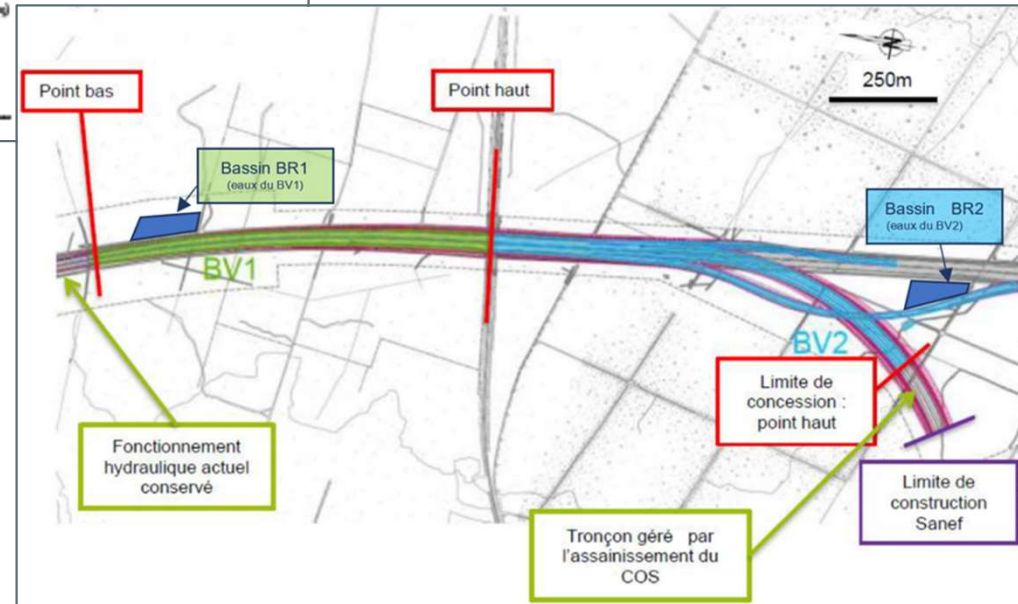 N
250m
Point bas
Point haut
Bassin BR1
(eaux du BV1)
Bassin BR2
(eaux du BV2)
BV1
BV2
Limite de
concession :
point haut
Fonctionnement
hydraulique actuel
conservé
Limite de
construction
Sanef
Tronçon géré par
l'assainissement du
COS